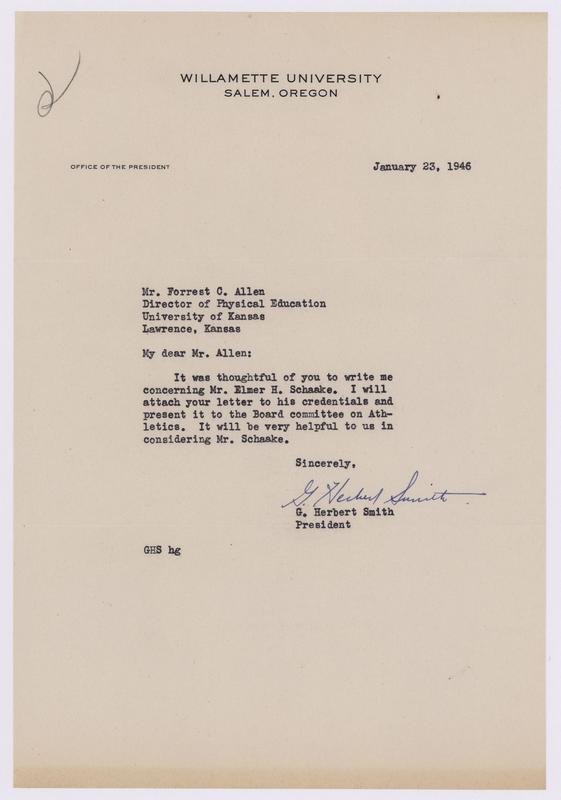 WILLAMETTE UNIVERSITY
SALEM, OREGON
OFFICE OF THE PRESIDENT
January 23, 1946
Mr. Forrest C. Allen
Director of Physical Education
University of Kansas
Lawrence, Kansas
My dear Mr. Allen:
It was thoughtful of you to write me
concerning Mr. Elmer H. Schaake. I will
attach your letter to his credentials and
present it to the Board committee on Ath-
letics. It will be very helpful to us in
considering Mr. Schaake.
Sincerely,
G. Herbert Smith
G. Herbert Smith
President
GHS hg